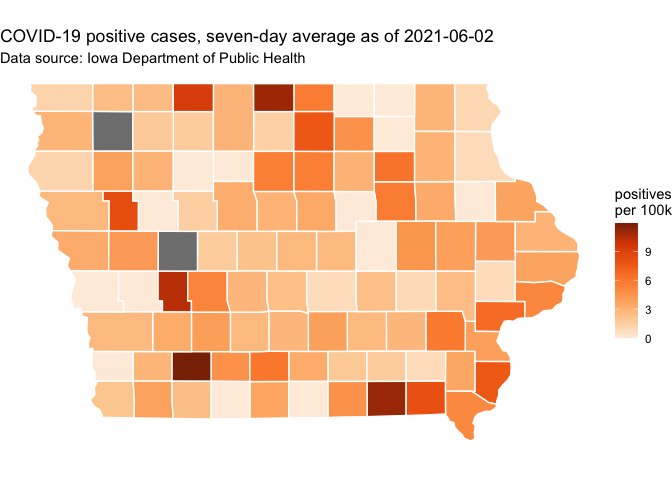 COVID-19 positive cases, seven-day average as of 2021-06-02
Data source: Iowa Department of Public Health
positives
per 100k
9
6
3
0